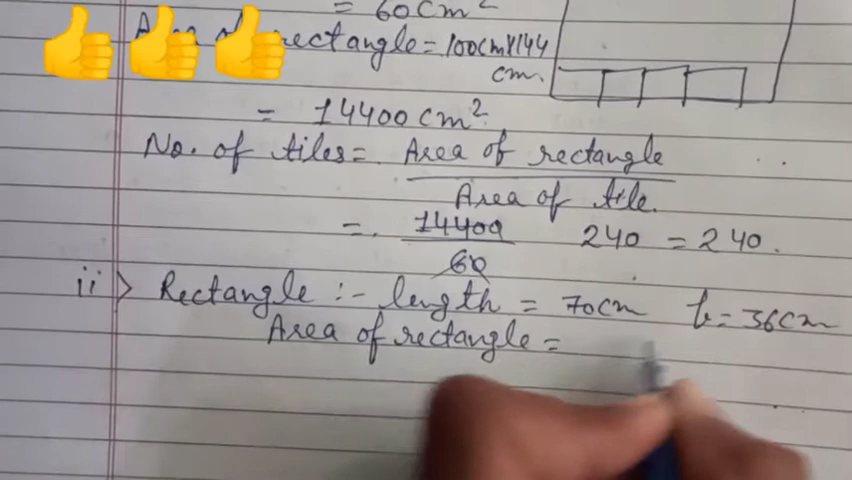 = 60cm²
Area of rectangle = 100cm × 144
cm.
= 14400 cm²
No. of tiles = Area of rectangle
Area of tile.
= 14400 240 = 240.
60
ii > Rectangle :- length = 70cm b = 36cm
Area of rectangle =